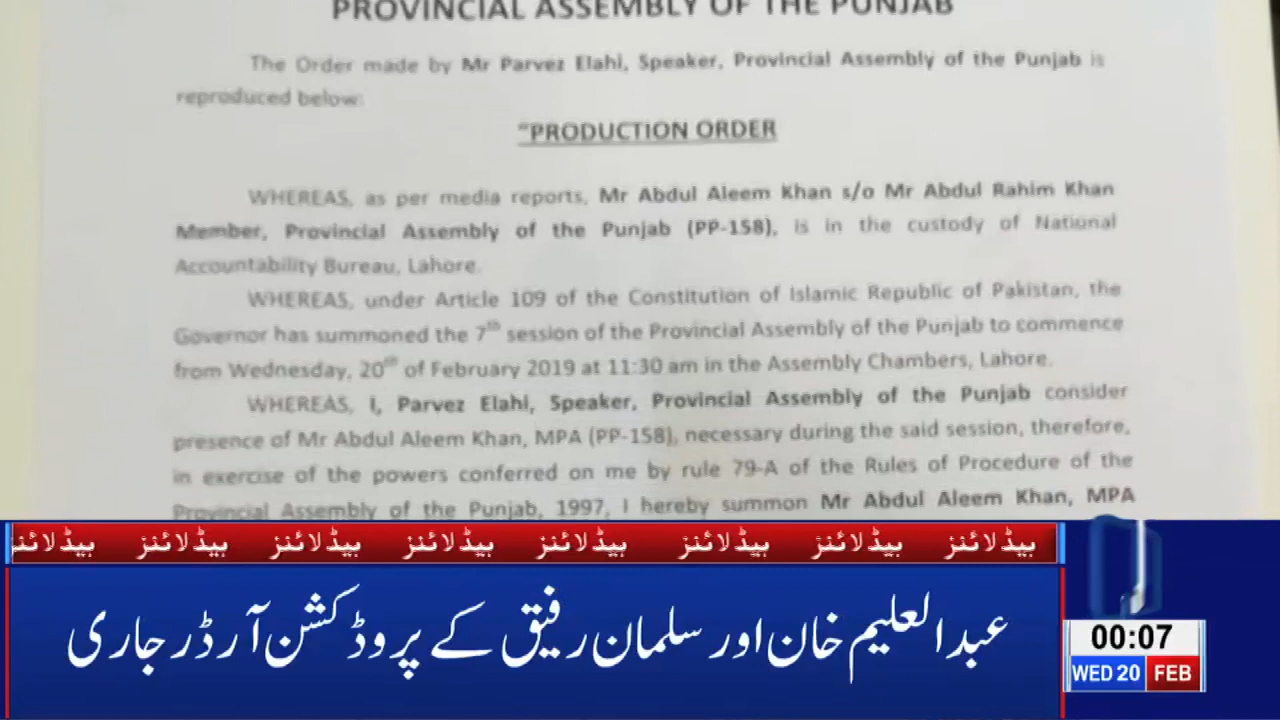 PROVINCIAL ASSEMBLY OF THE PUNJAB
The Order made by Mr Parvez Elahi, Speaker, Provincial Assembly of the Punjab is
reproduced below:
"PRODUCTION ORDER
WHEREAS, as per media reports, Mr Abdul Aleem Khan s/o Mr Abdul Rahim Khan
Member, Provincial Assembly of the Punjab (PP-158), is in the custody of National
Accountability Bureau, Lahore.
WHEREAS, under Article 109 of the Constitution of Islamic Republic of Pakistan, the
Governor has summoned the 7th session of the Provincial Assembly of the Punjab to commence
from Wednesday, 20th of February 2019 at 11:30 am in the Assembly Chambers, Lahore.
WHEREAS, I, Parvez Elahi, Speaker, Provincial Assembly of the Punjab consider
presence of Mr Abdul Aleem Khan, MPA (PP-158), necessary during the said session, therefore,
in exercise of the powers conferred on me by rule 79-A of the Rules of Procedure of the
Provincial Assembly of the Punjab, 1997, I hereby summon Mr Abdul Aleem Khan, MPA
ہیڈلائنز ہیڈلائنز ہیڈلائنز ہیڈلائنز ہیڈلائنز ہیڈلائنز ہیڈلائنز ہیڈلائنز
عبدالعلیم خان اور سلمان رفیق کے پروڈکشن آرڈر جاری
00:07
WED 20 FEB